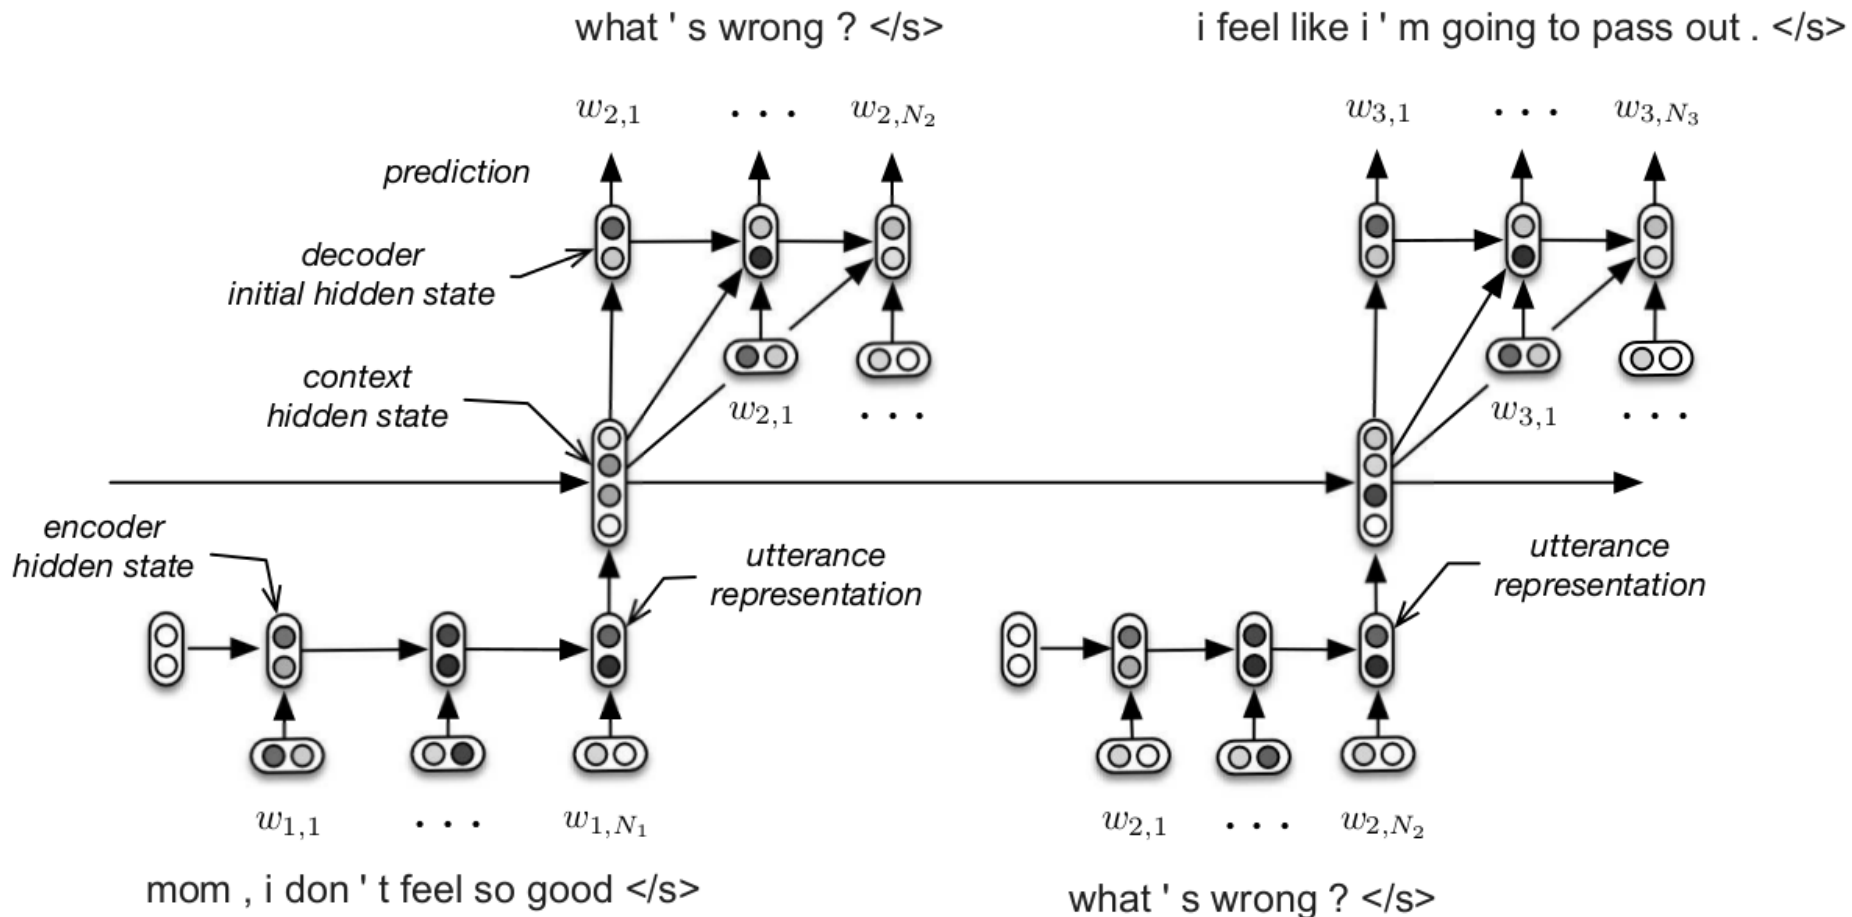 what ' s wrong ? </s>
i feel like i ' m going to pass out . </s>
w2,1 . . . w2,N2
w3,1 . . . w3,N3
prediction
decoder
initial hidden state
context
hidden state
w2,1 . . .
w3,1 . . .
encoder
hidden state
utterance
representation
utterance
representation
w1,1 . . . w1,N1
w2,1 . . . w2,N2
mom , i don ' t feel so good </s>
what ' s wrong ? </s>